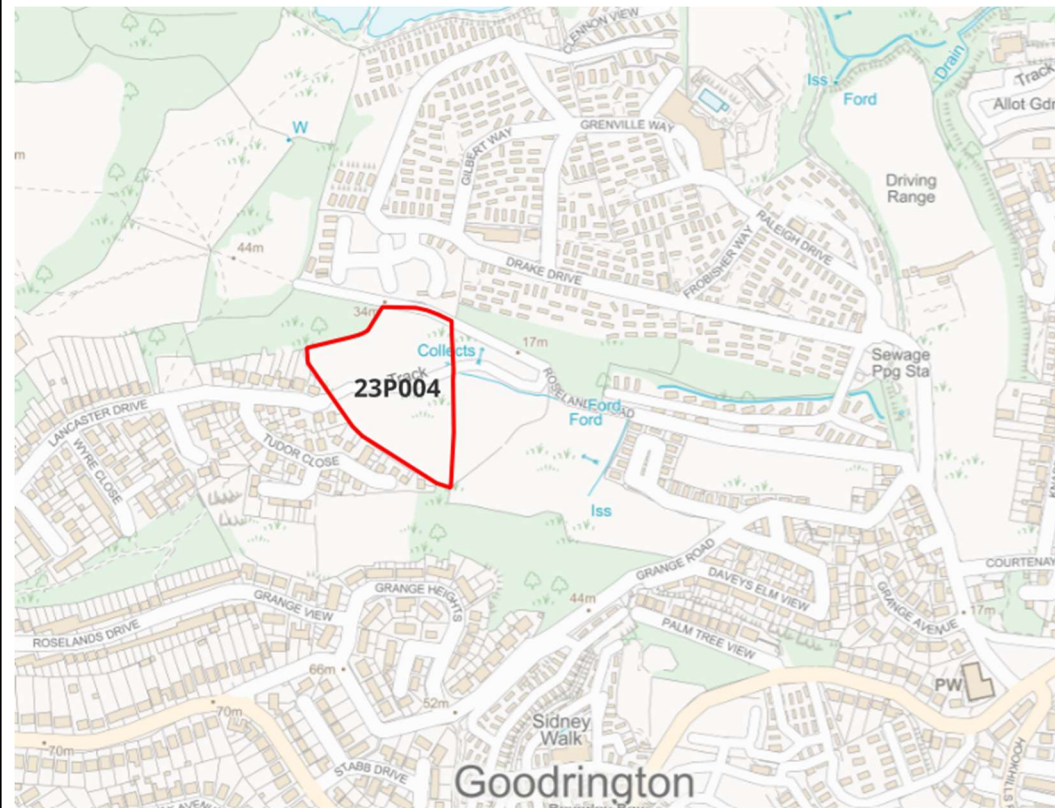 CLENNON VIEW
Iss
Ford
Drain
Track
Allot Gdn
W
GRENVILLE WAY
GILBERT WAY
Driving
Range
RALEIGH DRIVE
FROBISHER WAY
44m
DRAKE DRIVE
34m
17m
Collects
Track
23P004
Sewage
Ppg Sta
Ford
Ford
LANCASTER DRIVE
WYRE CLOSE
TUDOR CLOSE
Iss
GRANGE ROAD
DAVEYS ELM VIEW
COURTENAY
GRANGE AVENUE
17m
GRANGE VIEW
GRANGE HEIGHTS
44m
PALM TREE VIEW
ROSELANDS DRIVE
66m
PW
52m
70m
70m
Sidney
Walk
STABB DRIVE
Goodrington